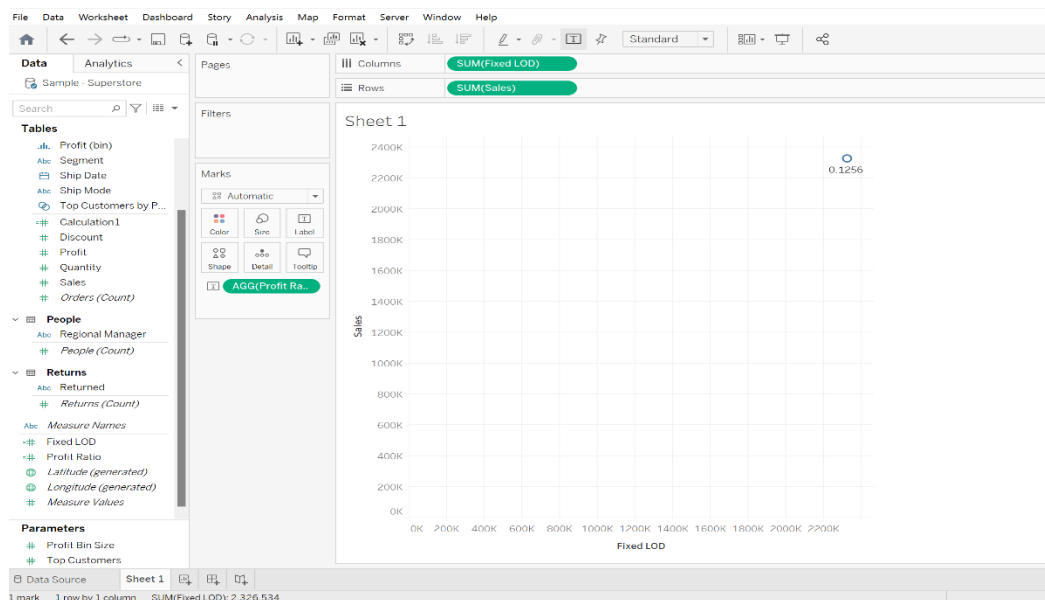 File Data Worksheet Dashboard Story Analysis Map Format Server Window Help
Standard
Data Analytics
Sample - Superstore
Search
Tables
Profit (bin)
Abc Segment
Ship Date
Abc Ship Mode
Top Customers by P...
=# Calculation1
# Discount
# Profit
# Quantity
# Sales
# Orders (Count)
People
Abc Regional Manager
# People (Count)
Returns
Abc Returned
# Returns (Count)
Abc Measure Names
=# Fixed LOD
=# Profit Ratio
Latitude (generated)
Longitude (generated)
# Measure Values
Parameters
# Profit Bin Size
# Top Customers
Pages
Filters
Marks
Automatic
Color Size Label
Shape Detail Tooltip
AGG(Profit Ra..
Columns SUM(Fixed LOD)
Rows SUM(Sales)
Sheet 1
2400K
2200K
2000K
1800K
1600K
1400K
1200K
1000K
800K
600K
400K
200K
0K
Sales
0.1256
0K 200K 400K 600K 800K 1000K 1200K 1400K 1600K 1800K 2000K 2200K
Fixed LOD
Data Source Sheet 1
1 mark 1 row by 1 column SUM(Fixed LOD): 2,326,534